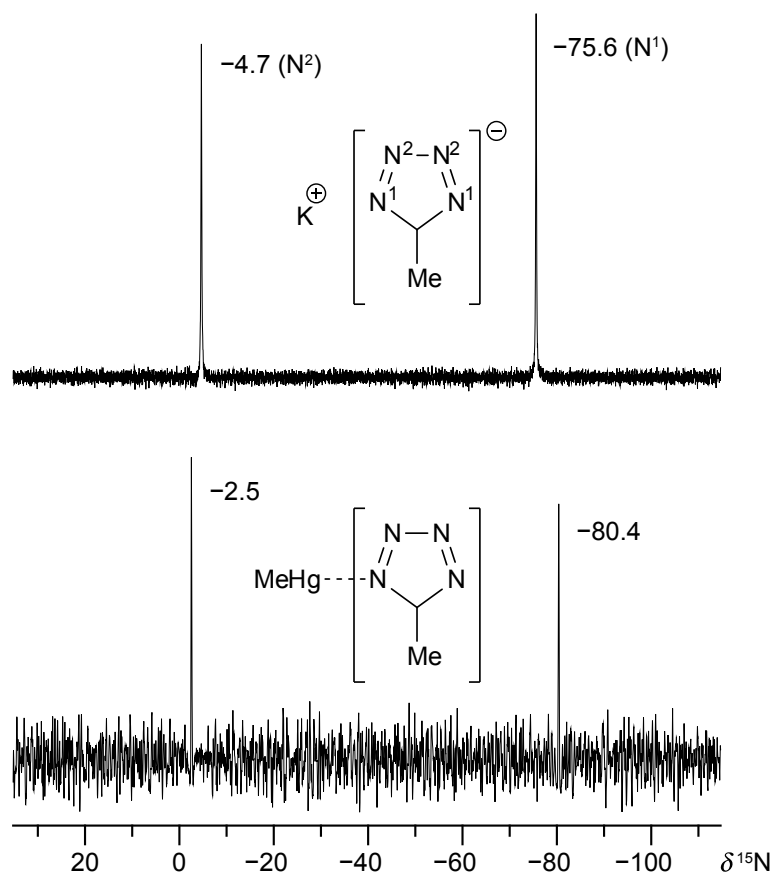 −4.7 (N²)
−75.6 (N¹)
K⊕
⊖
N²–N²
N¹ N¹
Me
−2.5
−80.4
N N
MeHg N N
Me
20 0 −20 −40 −60 −80 −100 δ ¹⁵N